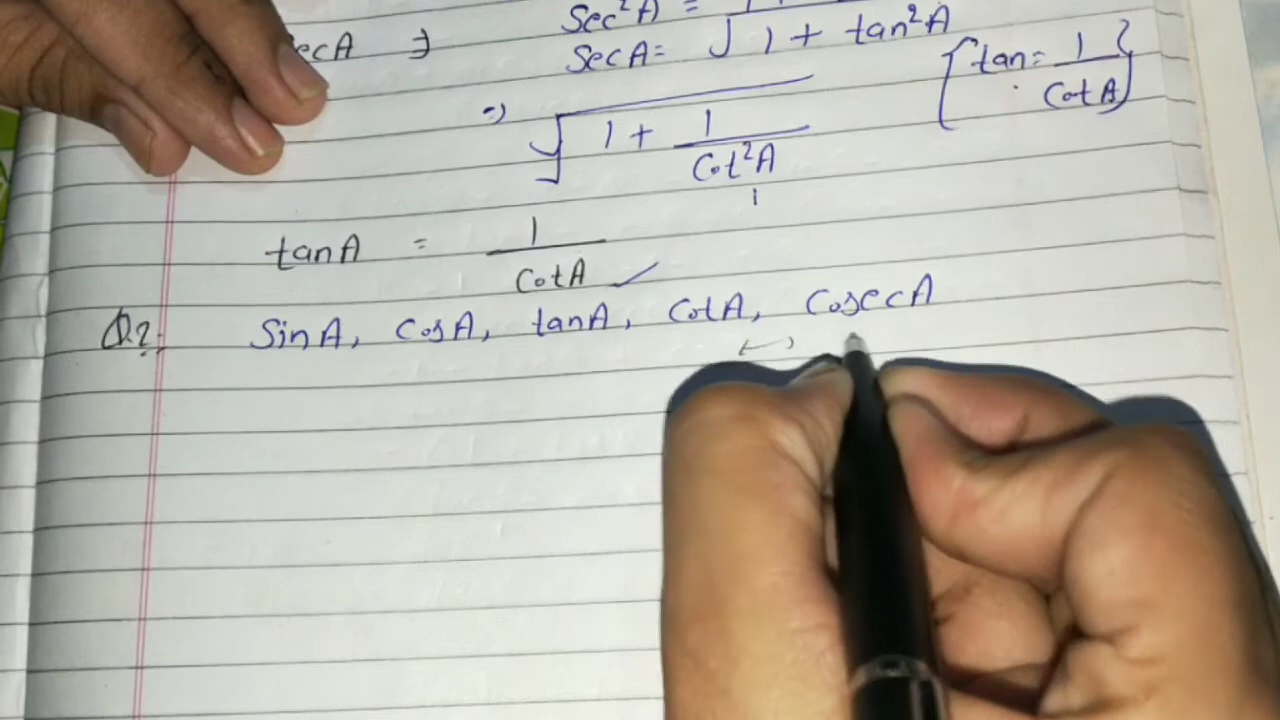 Sec²A =
SecA = √1 + tan²A
ecA
{tan = 1/CotA}
=) √1 + 1/Cot²A
tanA = 1/CotA ✓
Q2: SinA, CosA, tanA, CotA, CosecA